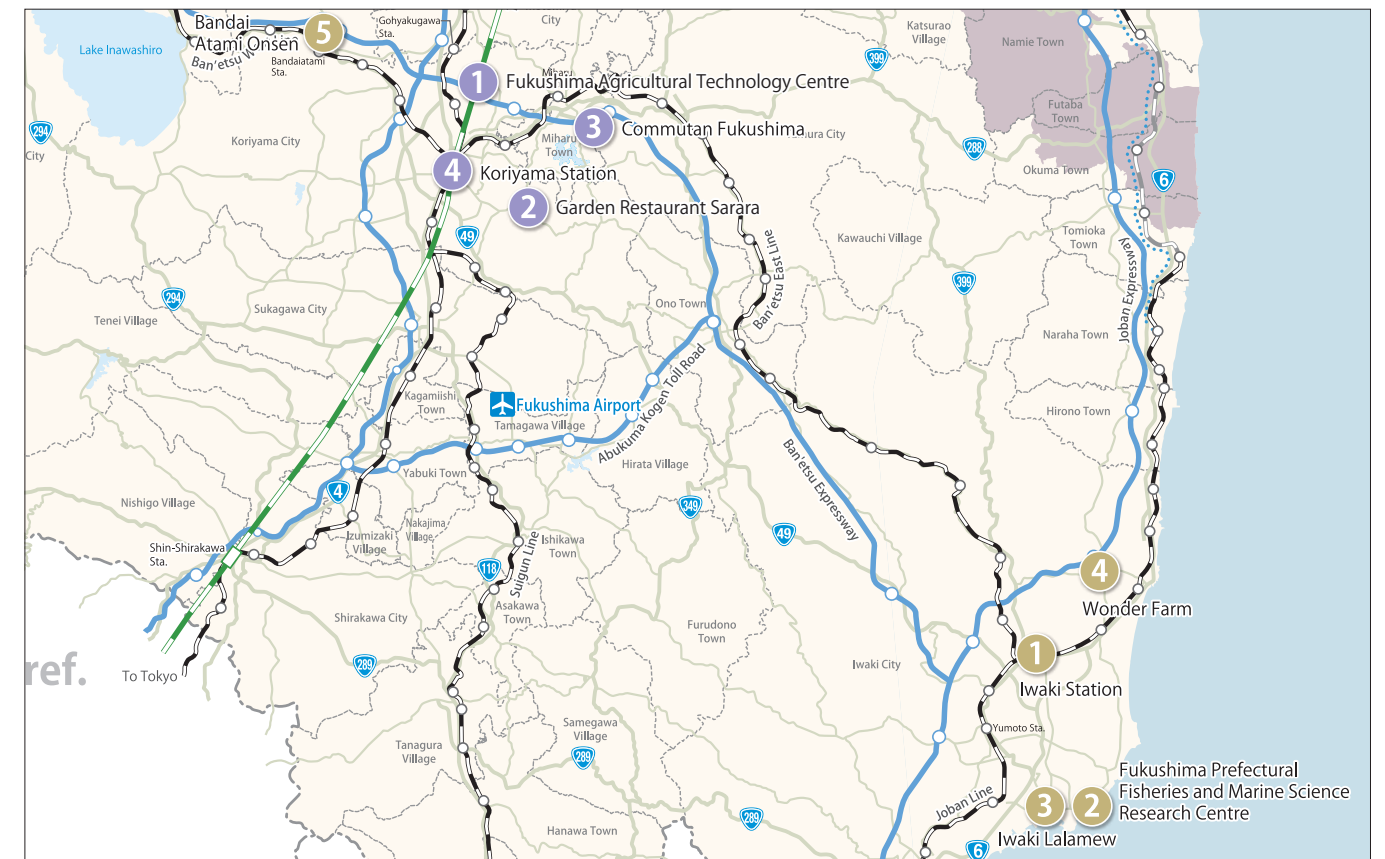 Bandai
Atami Onsen
5
Gohyakugawa
Sta.
City
Katsurao
Village
Lake Inawashiro
Ban'etsu W
Bandaiatami
Sta.
399
Namie Town
1
Fukushima Agricultural Technology Centre
Futaba
Town
294
City
Koriyama City
3
Commutan Fukushima
Miharu
Town
288
Okuma Town
4
Koriyama Station
6
2
Garden Restaurant Sarara
49
Kawauchi Village
Tomioka
Town
Joban Expressway
Ban'etsu East Line
399
294
Tenei Village
Sukagawa City
Ono Town
Naraha Town
Kagamiishi
Town
Fukushima Airport
Tamagawa Village
Abukuma Kogen Toll Road
Hirono Town
Yabuki Town
Hirata Village
Ban'etsu Expressway
4
Nishigo Village
349
49
Nakajima
Village
Izumizaki
Village
Ishikawa
Town
Shin-Shirakawa
Sta.
118
Suigun Line
4
Wonder Farm
Shirakawa City
Asakawa
Town
Furudono
Town
ref.
To Tokyo
289
Iwaki City
1
Iwaki Station
Samegawa
Village
Yumoto Sta.
Tanagura
Village
289
Fukushima Prefectural
Fisheries and Marine Science
Research Centre
3
2
Joban Line
Iwaki Lalamew
289
Hanawa Town
6